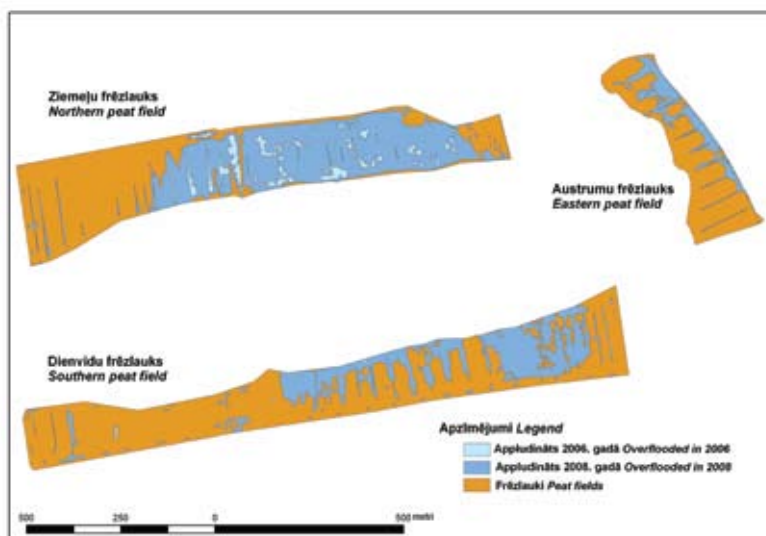 Ziemeļu frēzlauks
Northern peat field
Austrumu frēzlauks
Eastern peat field
Dienvidu frēzlauks
Southern peat field
Apzīmējumi Legend
Appludināts 2006. gadā Overflooded in 2006
Appludināts 2008. gadā Overflooded in 2008
Frēzlauki Peat fields
500 250 0 500 metri